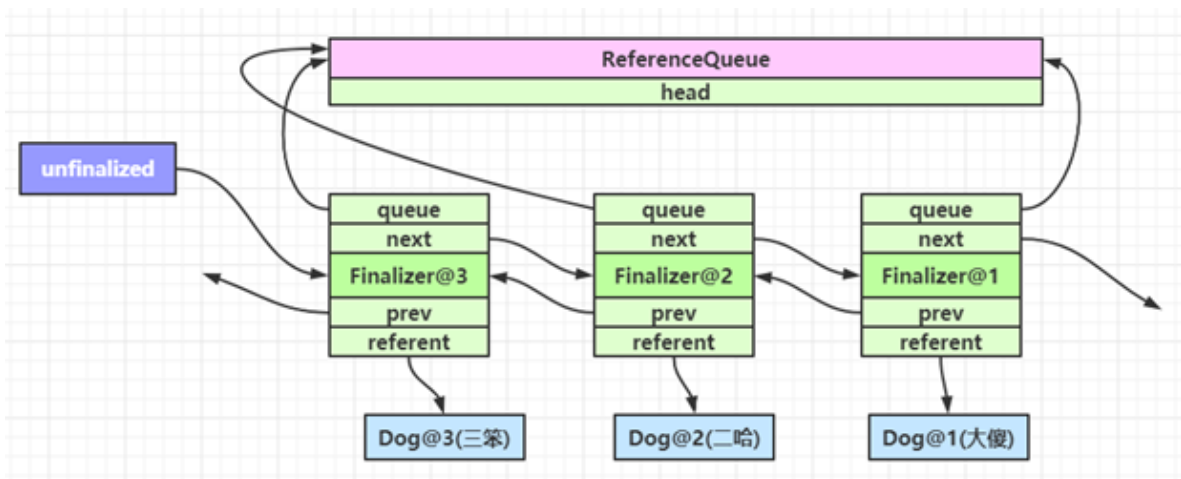 ReferenceQueue
head
unfinalized
queue
next
Finalizer@3
prev
referent
queue
next
Finalizer@2
prev
referent
queue
next
Finalizer@1
prev
referent
Dog@3(三笨)
Dog@2(二哈)
Dog@1(大傻)